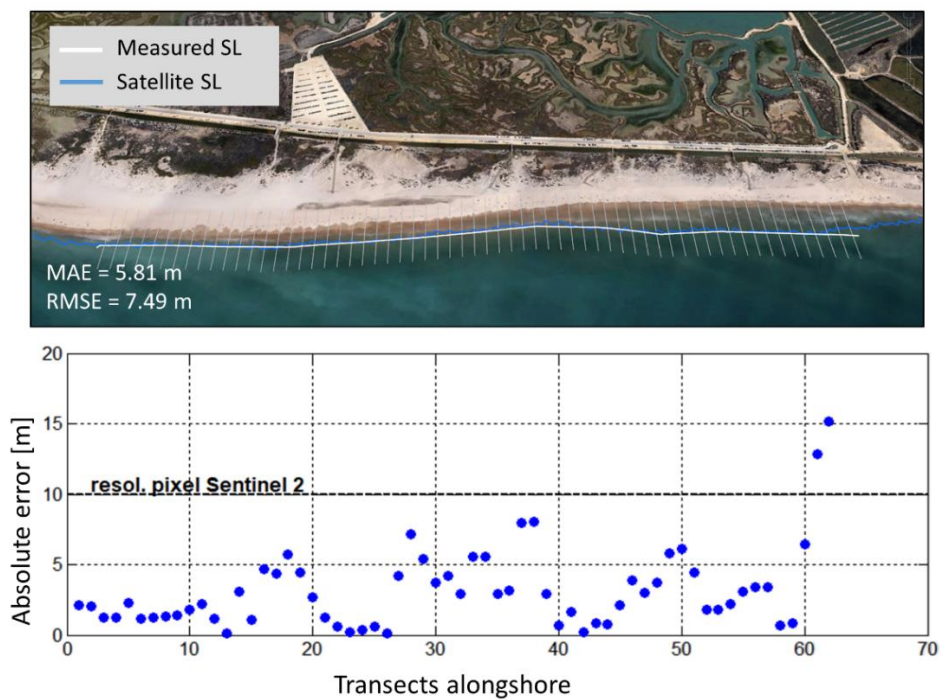 Measured SL
Satellite SL
MAE = 5.81 m
RMSE = 7.49 m
20
15
10
5
0
Absolute error [m]
resol. pixel Sentinel 2
0 10 20 30 40 50 60 70
Transects alongshore